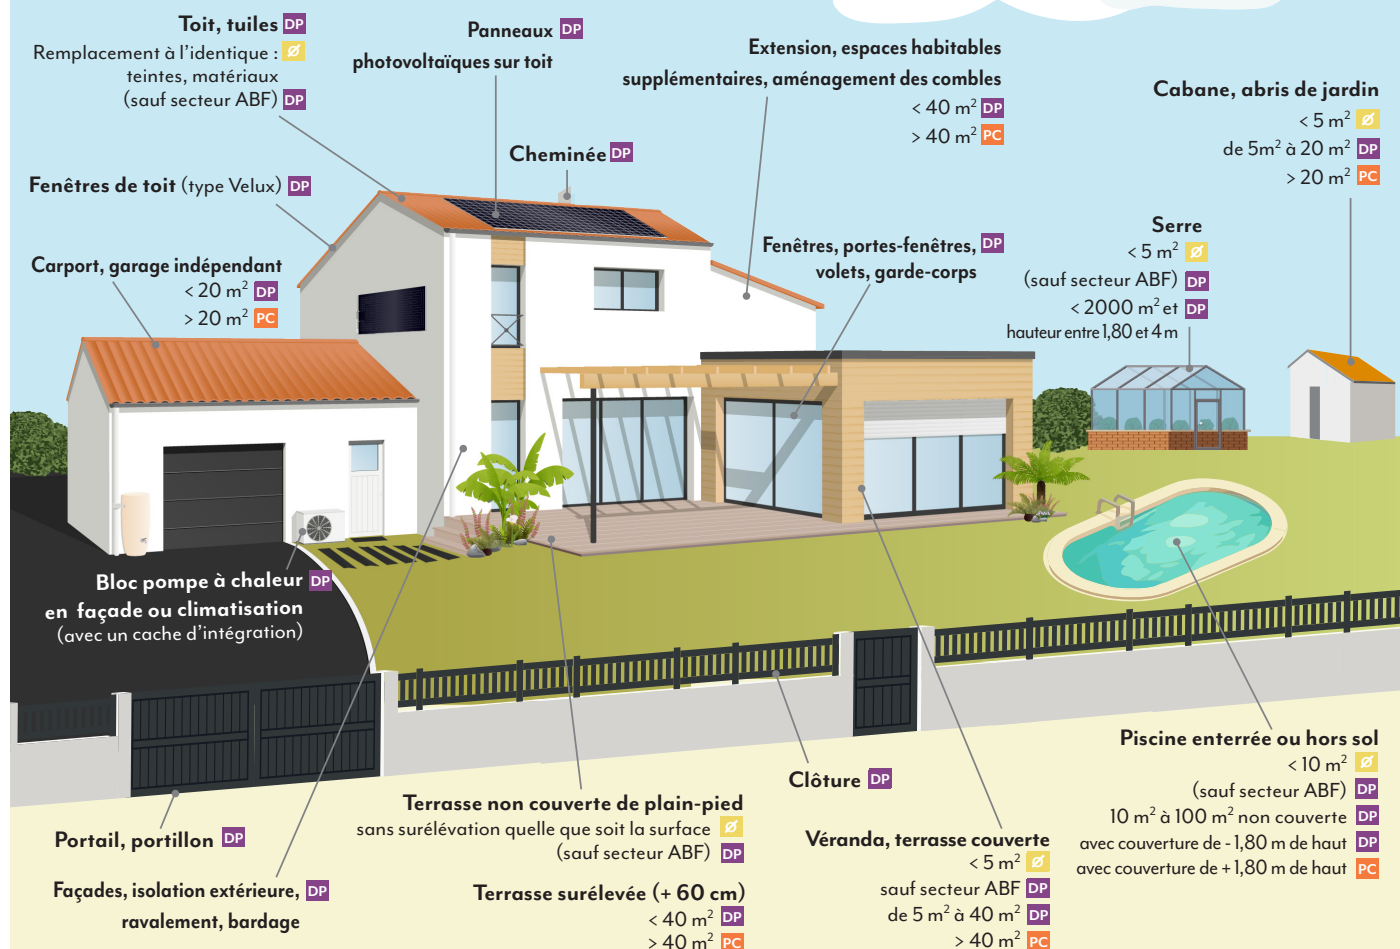 Toit, tuiles DP
Remplacement à l'identique : Ø
teintes, matériaux
(sauf secteur ABF) DP
Panneaux DP
photovoltaïques sur toit
Extension, espaces habitables
supplémentaires, aménagement des combles
< 40 m² DP
> 40 m² PC
Cabane, abris de jardin
< 5 m² Ø
de 5m² à 20 m² DP
> 20 m² PC
Cheminée DP
Fenêtres de toit (type Velux) DP
Serre
< 5 m² Ø
(sauf secteur ABF) DP
< 2000 m² et DP
hauteur entre 1,80 et 4 m
Fenêtres, portes-fenêtres, DP
volets, garde-corps
Carport, garage indépendant
< 20 m² DP
> 20 m² PC
Bloc pompe à chaleur DP
en façade ou climatisation
(avec un cache d'intégration)
Portail, portillon DP
Façades, isolation extérieure, DP
ravalement, bardage
Terrasse non couverte de plain-pied
sans surélévation quelle que soit la surface Ø
(sauf secteur ABF) DP
Terrasse surélevée (+ 60 cm)
< 40 m² DP
> 40 m² PC
Clôture DP
Véranda, terrasse couverte
< 5 m² Ø
sauf secteur ABF DP
de 5 m² à 40 m² DP
> 40 m² PC
Piscine enterrée ou hors sol
< 10 m² Ø
(sauf secteur ABF) DP
10 m² à 100 m² non couverte DP
avec couverture de - 1,80 m de haut DP
avec couverture de + 1,80 m de haut PC